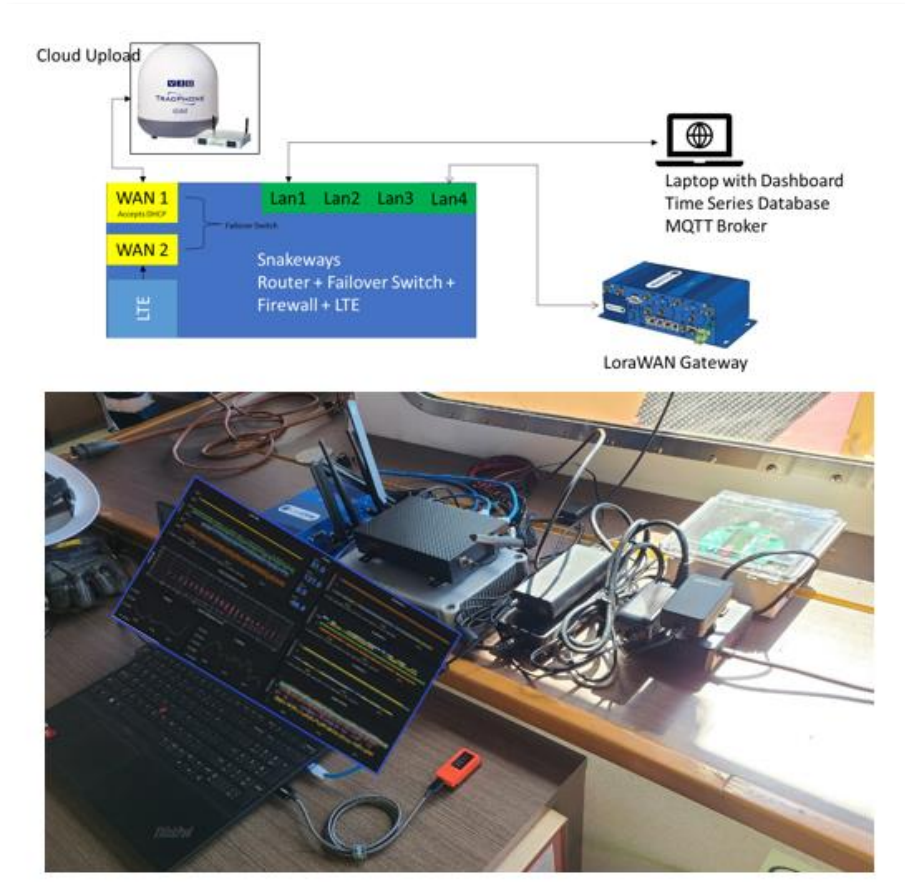 Cloud Upload
VIB
TRACPHONE
WAN 1
Accepts DHCP
WAN 2
LTE
Failover Switch
Lan1 Lan2 Lan3 Lan4
Snakeways
Router + Failover Switch +
Firewall + LTE
Laptop with Dashboard
Time Series Database
MQTT Broker
LoraWAN Gateway
ThinkPad